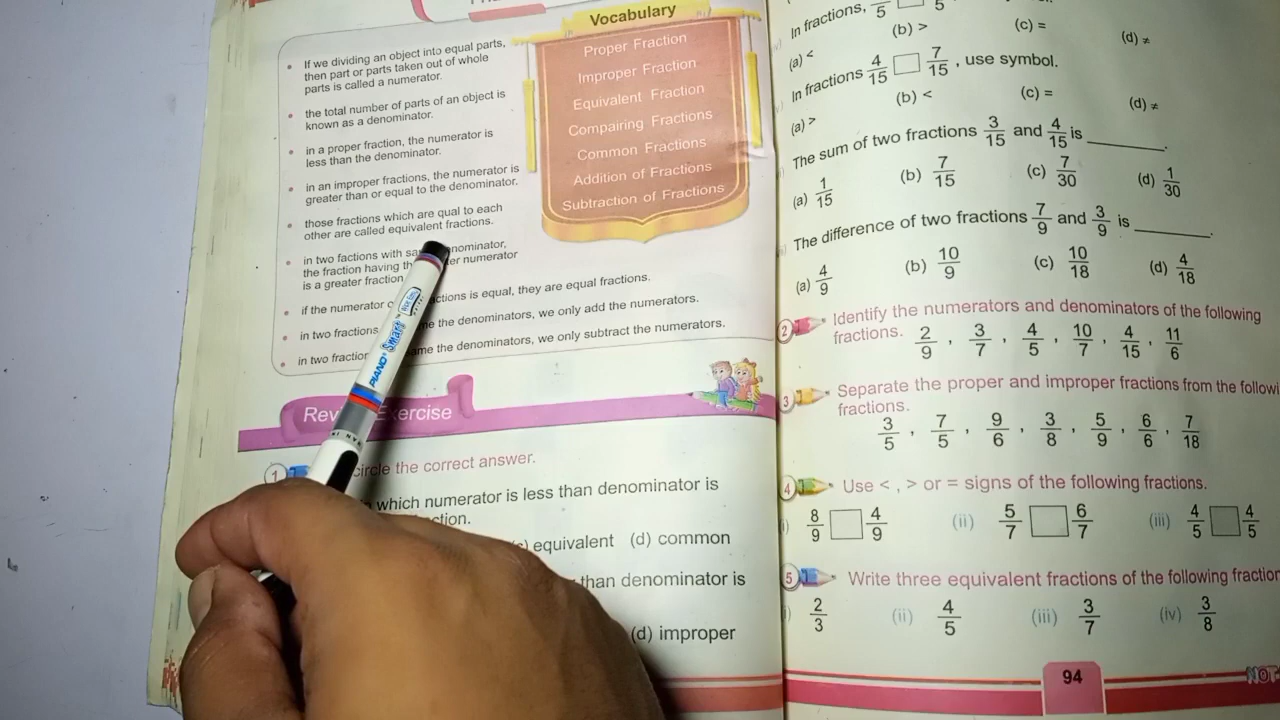 Vocabulary
Proper Fraction
Improper Fraction
Equivalent Fraction
Compairing Fractions
Common Fractions
Addition of Fractions
Subtraction of Fractions
If we dividing an object into equal parts,
then part or parts taken out of whole
parts is called a numerator.
the total number of parts of an object is
known as a denominator.
in a proper fraction, the numerator is
less than the denominator.
in an improper fractions, the numerator is
greater than or equal to the denominator.
those fractions which are qual to each
other are called equivalent fractions.
in two factions with
the fraction having numerator
is a greater fraction
if the numerator is equal, they are equal fractions.
in two fractions the denominators, we only add the numerators.
in two the denominators, we only subtract the numerators.
Exercise
1 circle the correct answer.
which numerator is less than denominator is
equivalent (d) common
than denominator is
(d) improper
PIANO Smart
In fractions, 5 □ 5
(a) < (b) > (c) = (d) ≠
In fractions 4/15 □ 7/15 , use symbol.
(a) > (b) < (c) = (d) ≠
The sum of two fractions 3/15 and 4/15 is ________.
(a) 1/15 (b) 7/15 (c) 7/30 (d) 1/30
The difference of two fractions 7/9 and 3/9 is ________.
(a) 4/9 (b) 10/9 (c) 10/18 (d) 4/18
2 Identify the numerators and denominators of the following
fractions. 2/9 , 3/7 , 4/5 , 10/7 , 4/15 , 11/6
3 Separate the proper and improper fractions from the
fractions.
3/5 , 7/5 , 9/6 , 3/8 , 5/9 , 6/6 , 7/18
4 Use < , > or = signs of the following fractions.
8/9 □ 4/9 (ii) 5/7 □ 6/7 (iii) 4/5 □ 4/5
5 Write three equivalent fractions of the following
2/3 (ii) 4/5 (iii) 3/7 (iv) 3/8
94
NOT